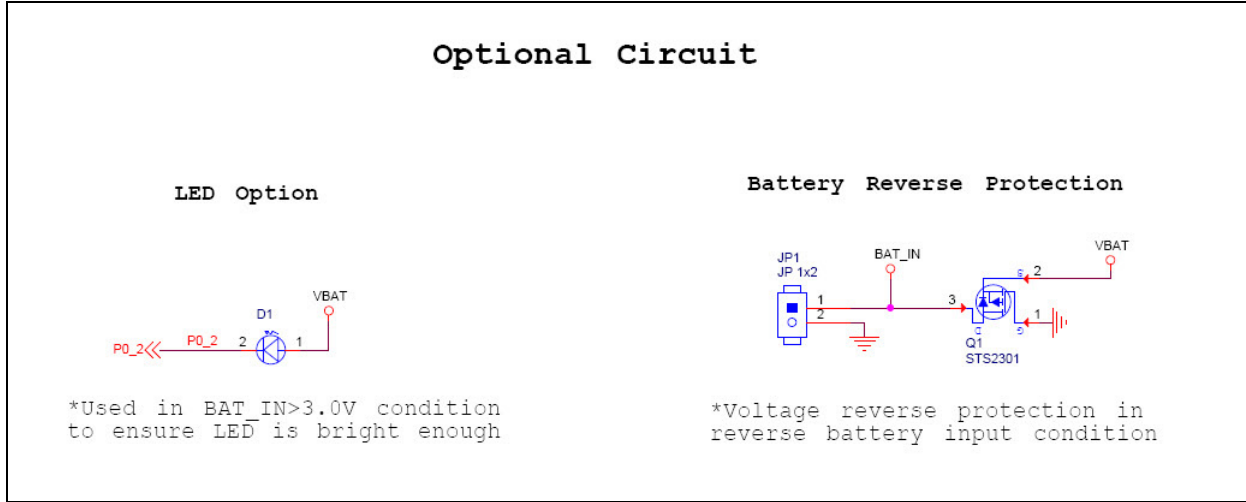 Optional Circuit
LED Option
VBAT
D1
P0_2
P0_2
2
1
*Used in BAT_IN>3.0V condition
to ensure LED is bright enough
Battery Reverse Protection
JP1
JP 1x2
1
2
BAT_IN
3
VBAT
S
2
D
G
1
Q1
STS2301
*Voltage reverse protection in
reverse battery input condition